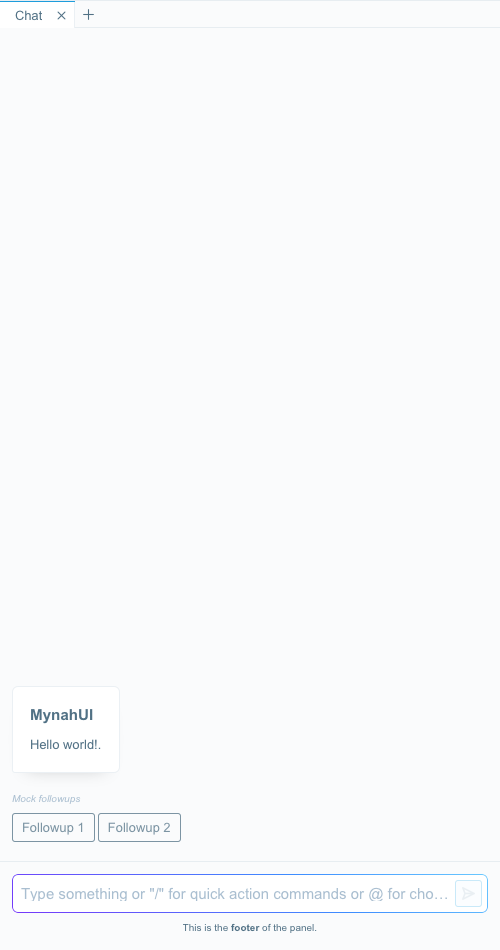 Chat
MynahUI
Hello world!.
Mock followups
Followup 1 Followup 2
Type something or "/" for quick action commands or @ for cho…
This is the footer of the panel.